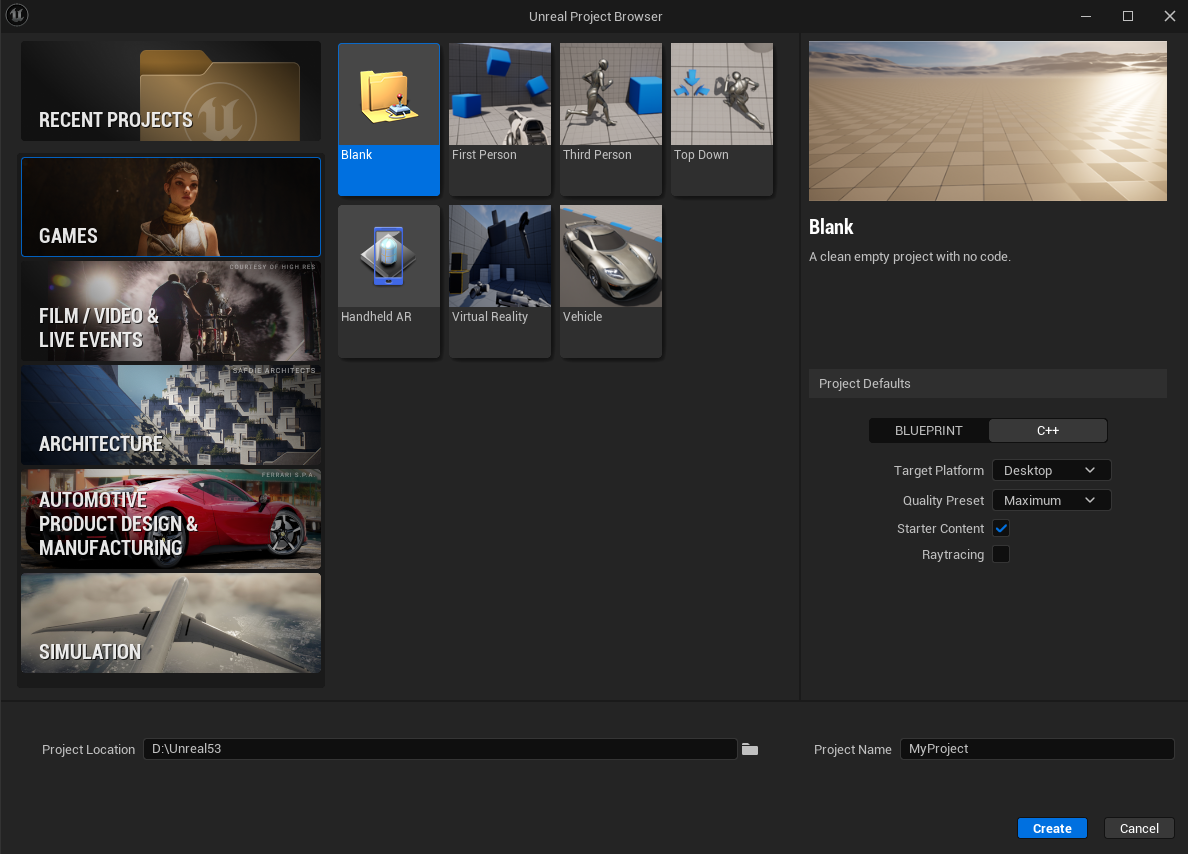 Unreal Project Browser
RECENT PROJECTS
GAMES
COURTESY OF HIGH RES
FILM / VIDEO &
LIVE EVENTS
SAFDIE ARCHITECTS
ARCHITECTURE
FERRARI S.P.A
AUTOMOTIVE
PRODUCT DESIGN &
MANUFACTURING
SIMULATION
Blank
First Person
Third Person
Top Down
Handheld AR
Virtual Reality
Vehicle
Blank
A clean empty project with no code.
Project Defaults
BLUEPRINT
C++
Target Platform
Desktop
Quality Preset
Maximum
Starter Content
Raytracing
Project Location
D:\Unreal53
Project Name
MyProject
Create
Cancel